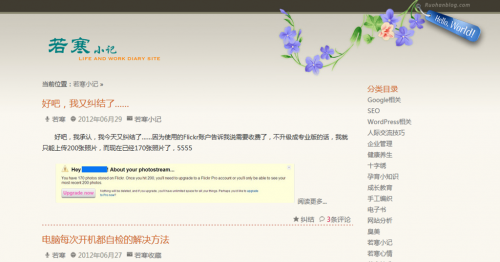 Ruohanblog.com
Hello, World!
若寒小记
LIFE AND WORK DIARY SITE
当前位置：若寒小记 »
好吧，我又纠结了……
若寒 2012年06月29 若寒小记
好吧，我承认，我今天又纠结了……因为使用的Flickr账户告诉我说需要收费了，不升级成专业版的话，我就
只能上传200张照片，而现在已经170张照片了，5555
Hey About your photostream...
You have 170 photos stored on Flickr. Once you hit 200, you'll need to upgrade to a Flickr Pro account or you'll only be able to see your
most recent 200 photos.
Upgrade now
阅读更多...
纠结 3条评论
电脑每次开机都自检的解决方法
若寒 2012年06月27 若寒收藏
分类目录
Google相关
SEO
WordPress相关
人际交流技巧
企业管理
健康养生
十字绣
孕育小知识
成长教育
手工编织
电子书
网站分析
臭美
若寒小记
若寒心情